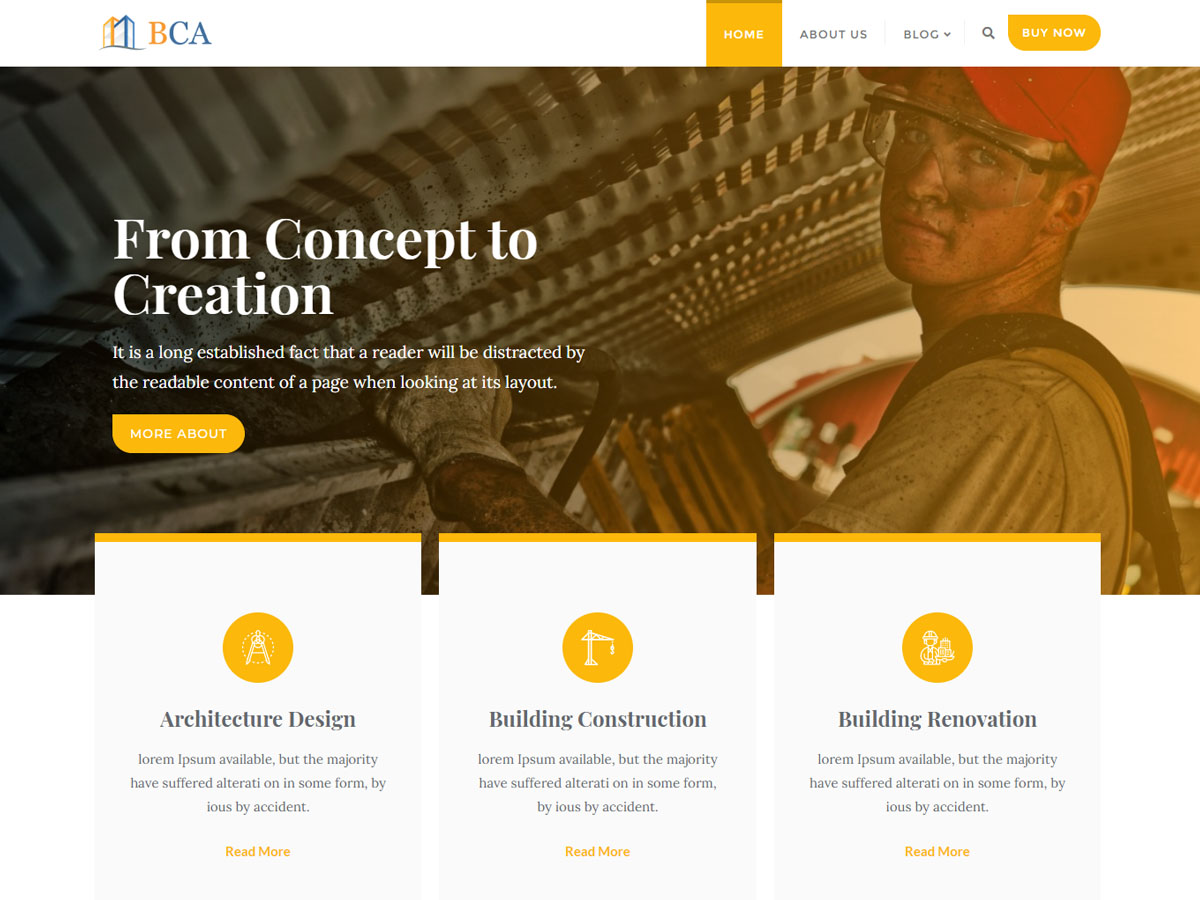 BCA
HOME
ABOUT US
BLOG
BUY NOW
From Concept to
Creation
It is a long established fact that a reader will be distracted by
the readable content of a page when looking at its layout.
MORE ABOUT
Architecture Design
lorem Ipsum available, but the majority
have suffered alterati on in some form, by
ious by accident.
Read More
Building Construction
lorem Ipsum available, but the majority
have suffered alterati on in some form,
by ious by accident.
Read More
Building Renovation
lorem Ipsum available, but the majority
have suffered alterati on in some form, by
ious by accident.
Read More